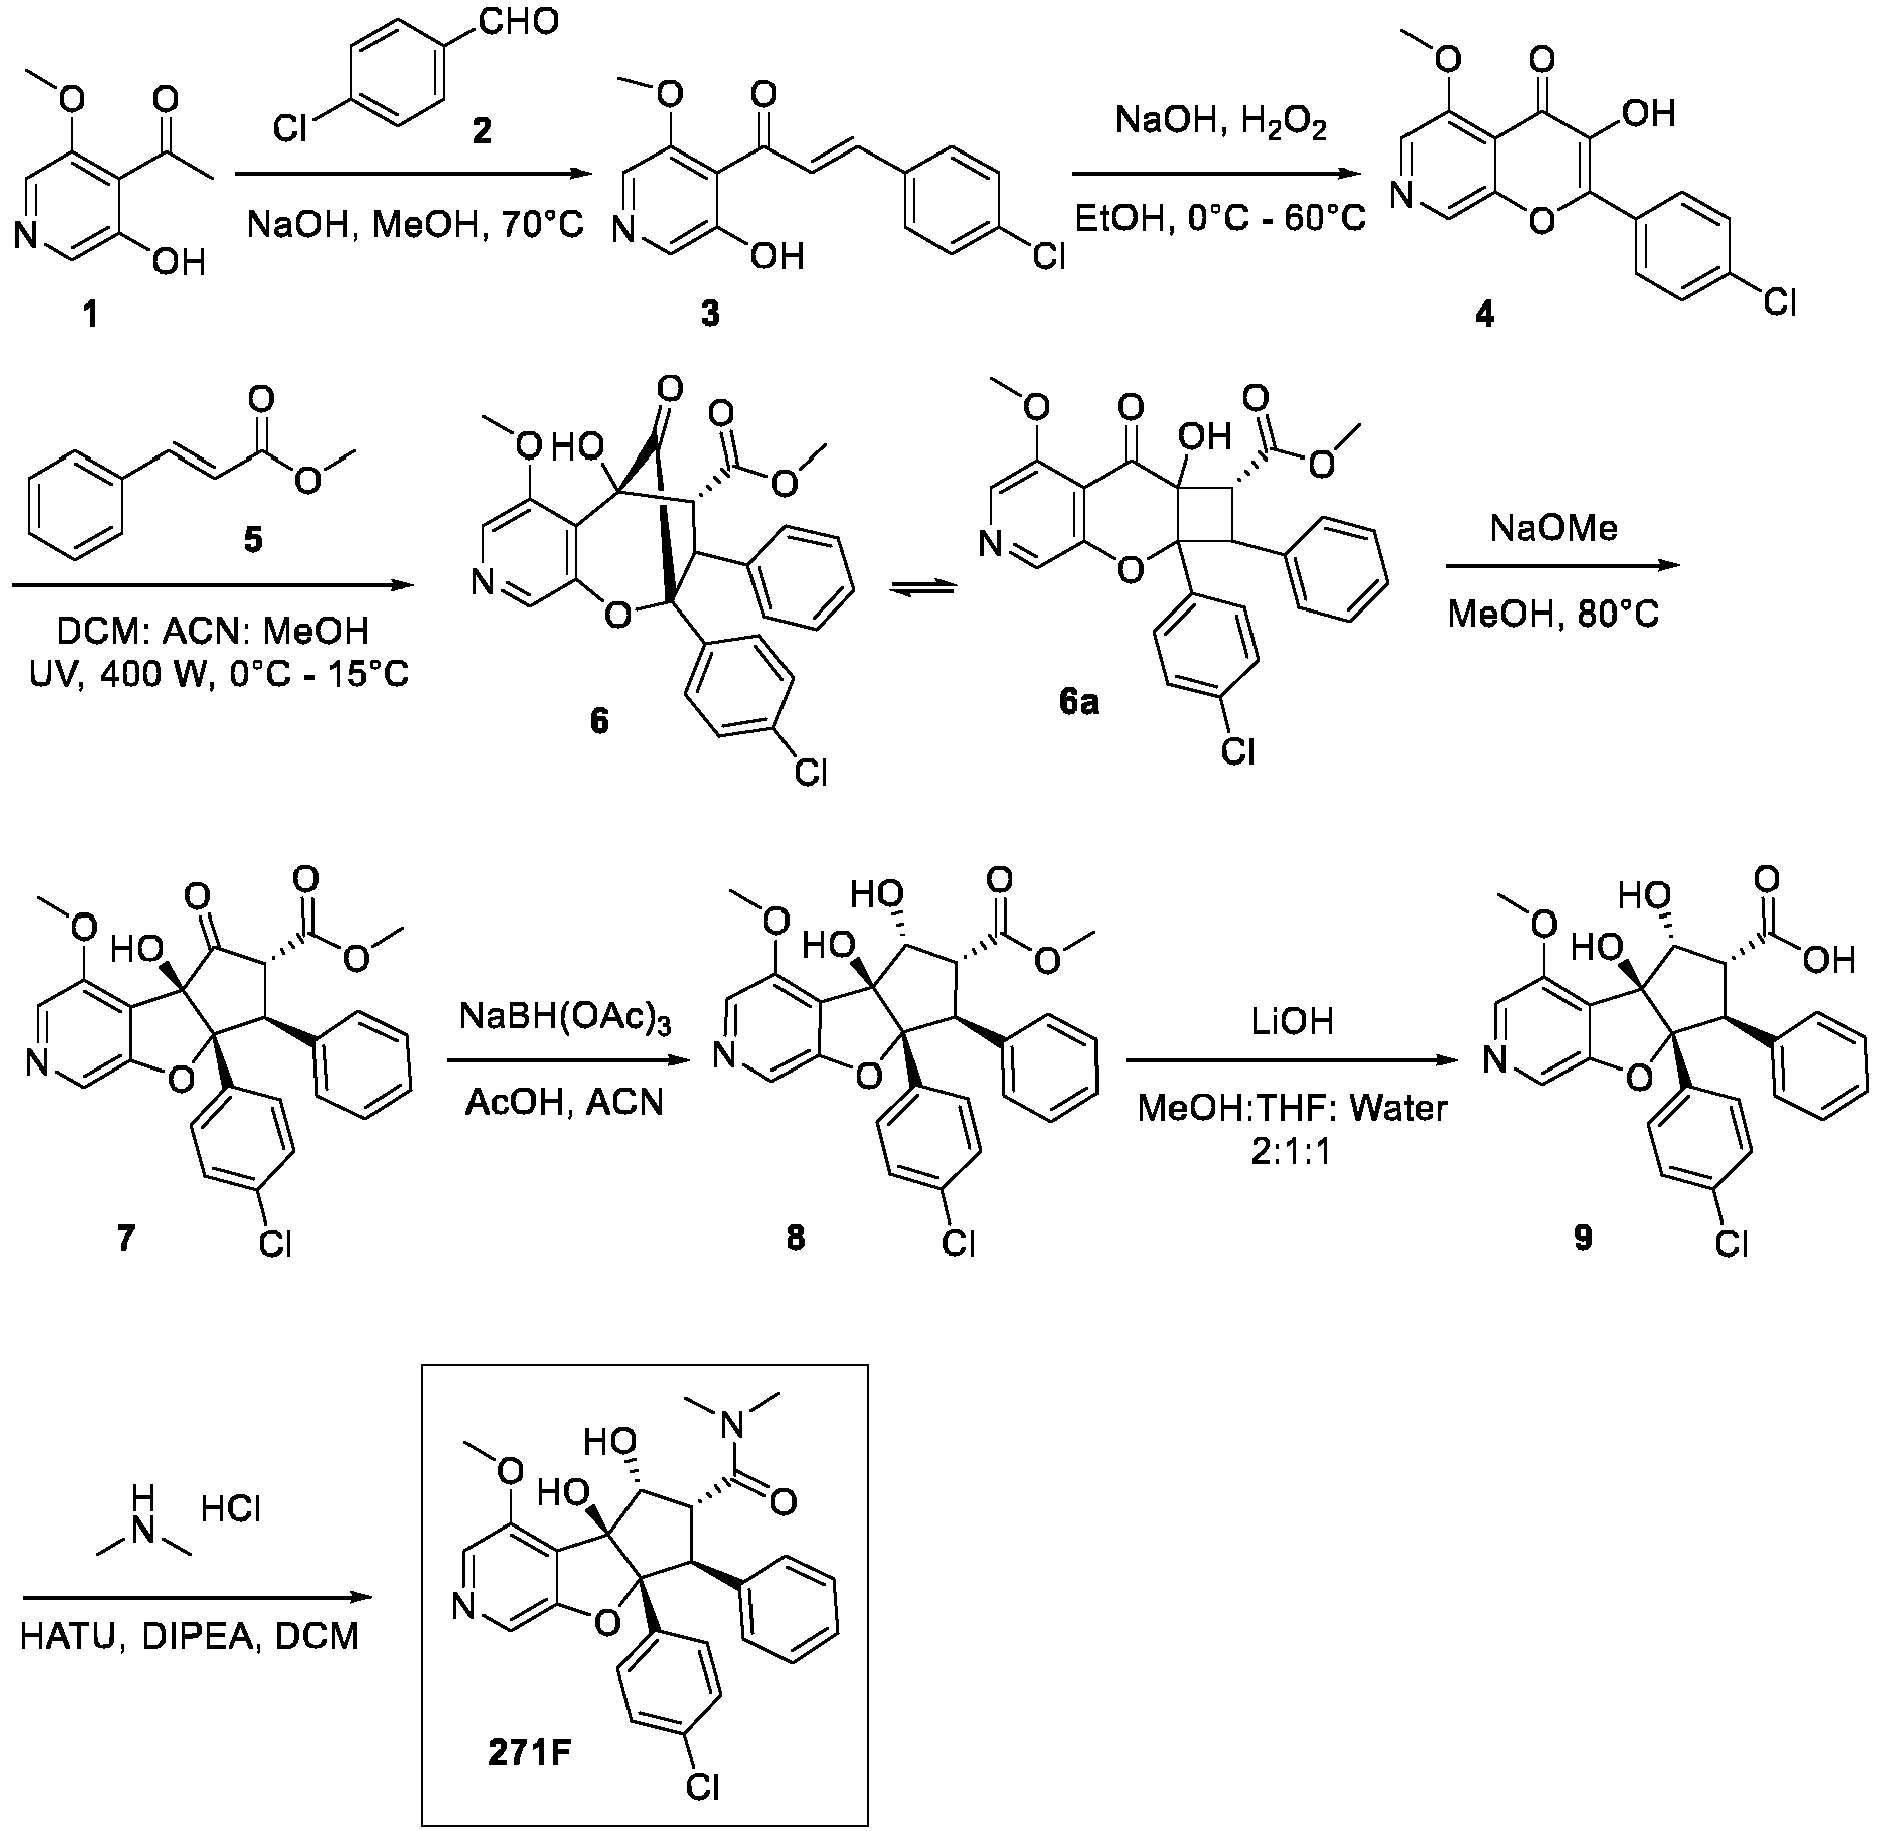 O
O
OH
N
1
CHO
Cl
2
NaOH, MeOH, 70°C
O
O
OH
N
Cl
3
NaOH, H₂O₂
EtOH, 0°C - 60°C
O
O
OH
N
O
Cl
4
O
O
5
DCM: ACN: MeOH
UV, 400 W, 0°C - 15°C
O
O
HO
O
O
N
O
Cl
6
O
O
OH
O
O
N
O
Cl
6a
NaOMe
MeOH, 80°C
O
HO
O
O
O
N
O
Cl
7
NaBH(OAc)₃
AcOH, ACN
HO
O
O
HO
O
N
O
Cl
8
LiOH
MeOH:THF: Water
2:1:1
HO
O
O
HO
OH
N
O
Cl
9
H
N
HCl
HATU, DIPEA, DCM
N
HO
O
HO
O
N
O
Cl
271F